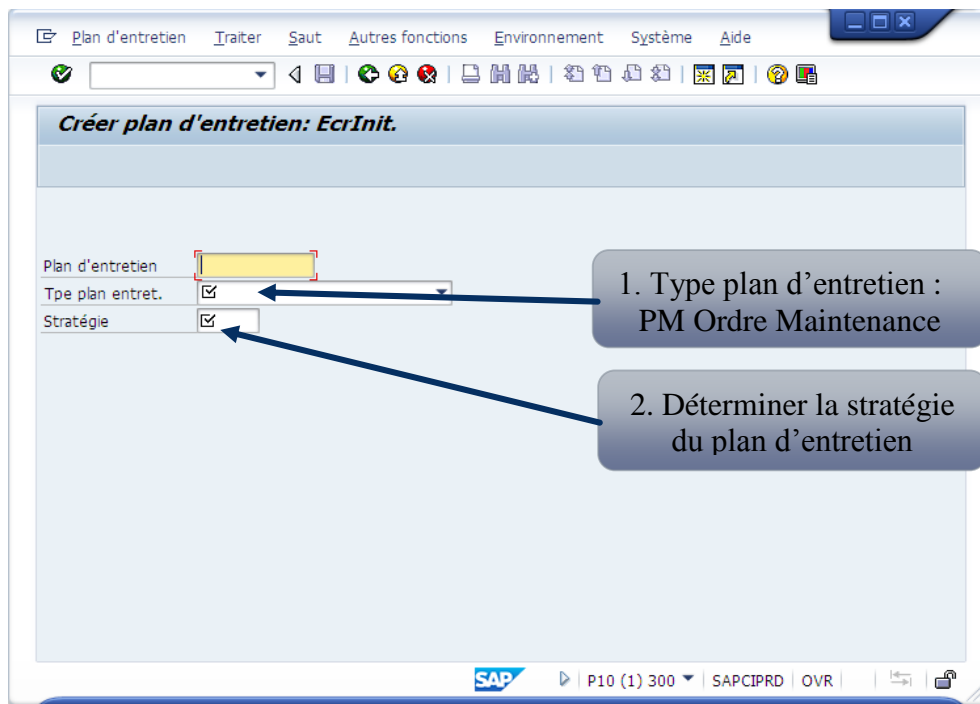 Plan d'entretien Traiter Saut Autres fonctions Environnement Système Aide
Créer plan d'entretien: EcrInit.
Plan d'entretien
Tpe plan entret.
Stratégie
1. Type plan d’entretien :
PM Ordre Maintenance
2. Déterminer la stratégie
du plan d’entretien
SAP P10 (1) 300 SAPCIPRD OVR